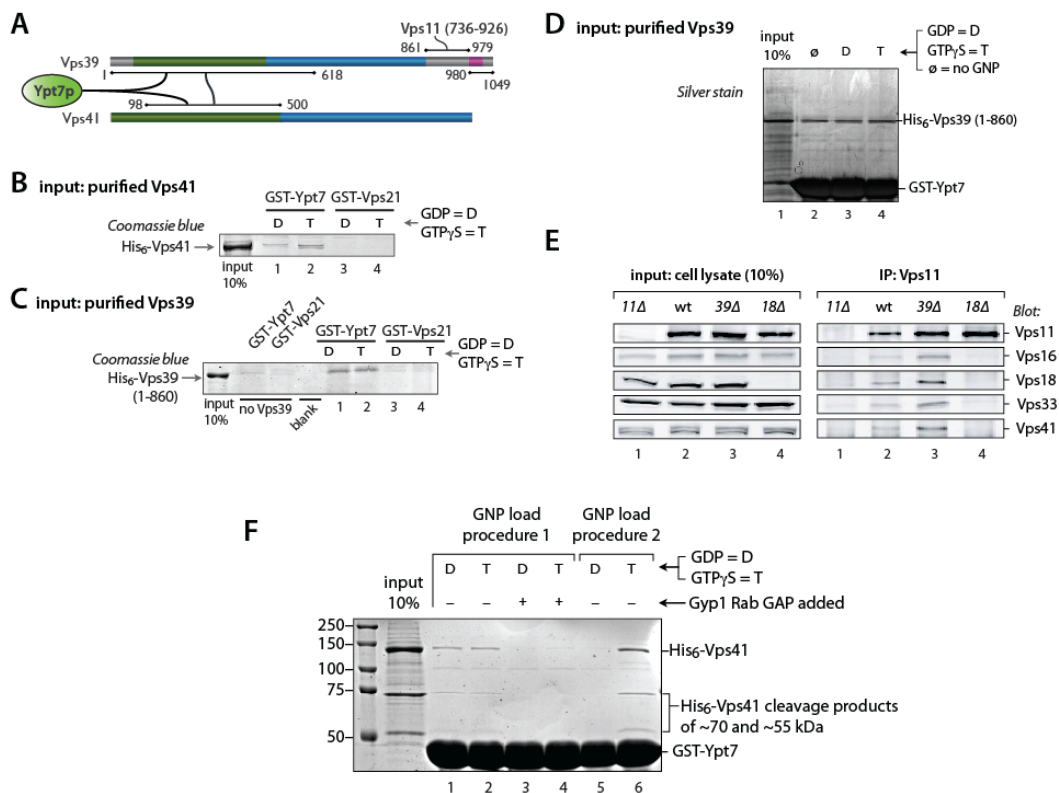 A
Vps11 (736-926)
861 979
Vps39
1 618 980 1049
Ypt7p
98 500
Vps41
B input: purified Vps41
GST-Ypt7 GST-Vps21
Coomassie blue D T D T
GDP = D
GTPγS = T
His6-Vps41
input 10% 1 2 3 4
C input: purified Vps39
GST-Ypt7
GST-Vps21
GST-Ypt7 GST-Vps21
D T D T
GDP = D
GTPγS = T
Coomassie blue
His6-Vps39
(1-860)
input 10% no Vps39 blank 1 2 3 4
D input: purified Vps39
input 10% ø D T
GDP = D
GTPγS = T
ø = no GNP
Silver stain
His6-Vps39 (1-860)
GST-Ypt7
1 2 3 4
E
input: cell lysate (10%) IP: Vps11
11Δ wt 39Δ 18Δ 11Δ wt 39Δ 18Δ Blot:
Vps11
Vps16
Vps18
Vps33
Vps41
1 2 3 4 1 2 3 4
F
GNP load procedure 1
GNP load procedure 2
D T D T D T
GDP = D
GTPγS = T
input 10%
– – + + – – Gyp1 Rab GAP added
250
150
His6-Vps41
100
75
His6-Vps41 cleavage products
of ~70 and ~55 kDa
50
GST-Ypt7
1 2 3 4 5 6